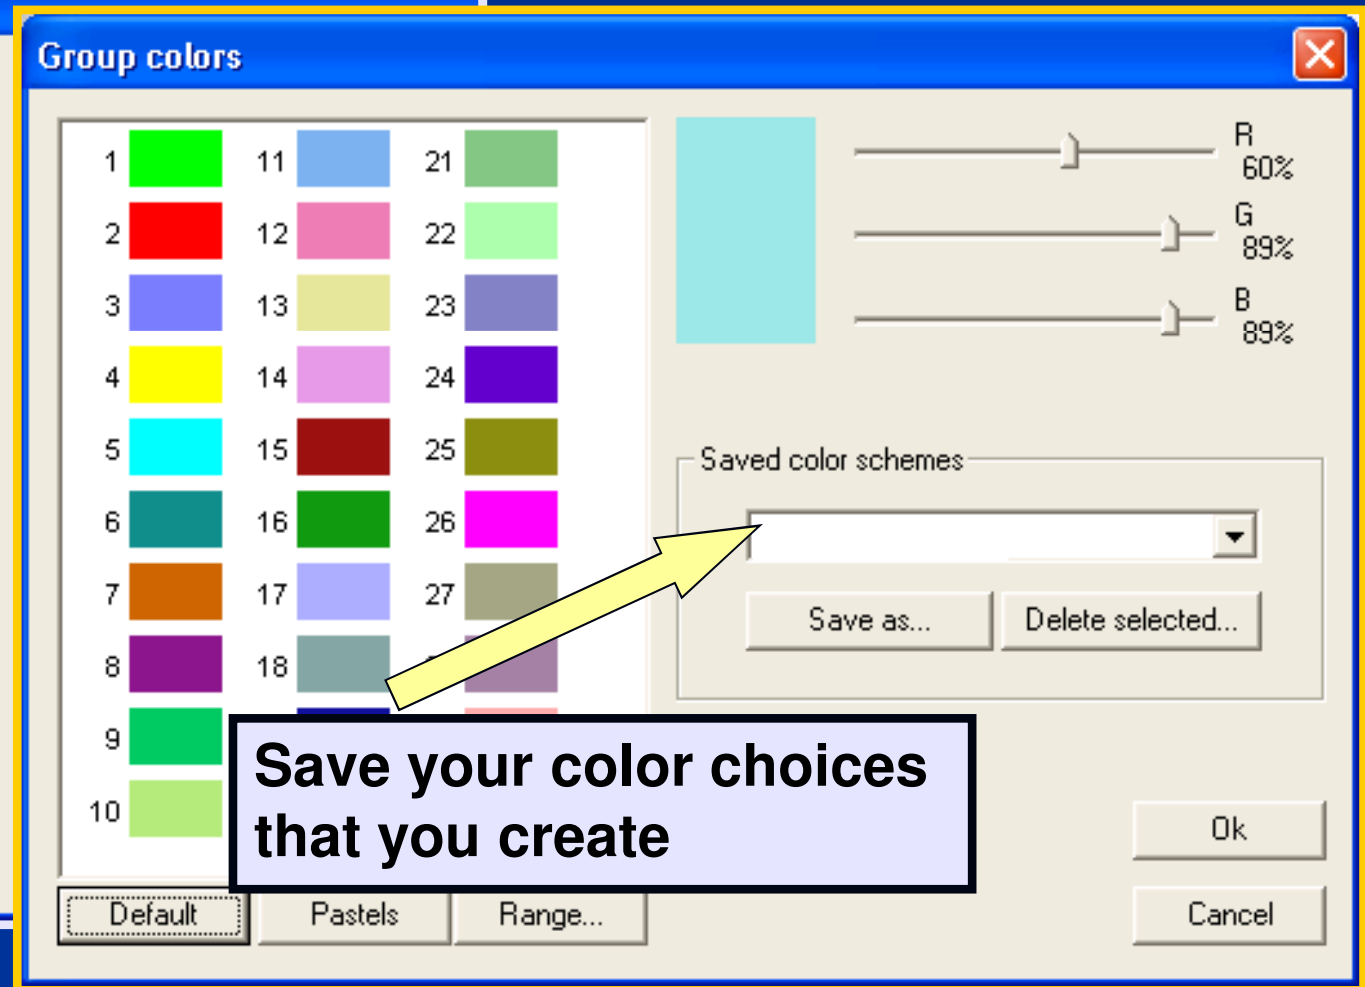 Group colors
1 11 21
2 12 22
3 13 23
4 14 24
5 15 25
6 16 26
7 17 27
8 18
9
10
R
60%
G
89%
B
89%
Saved color schemes
Save as... Delete selected...
Save your color choices
that you create
Default Pastels Range...
Ok
Cancel